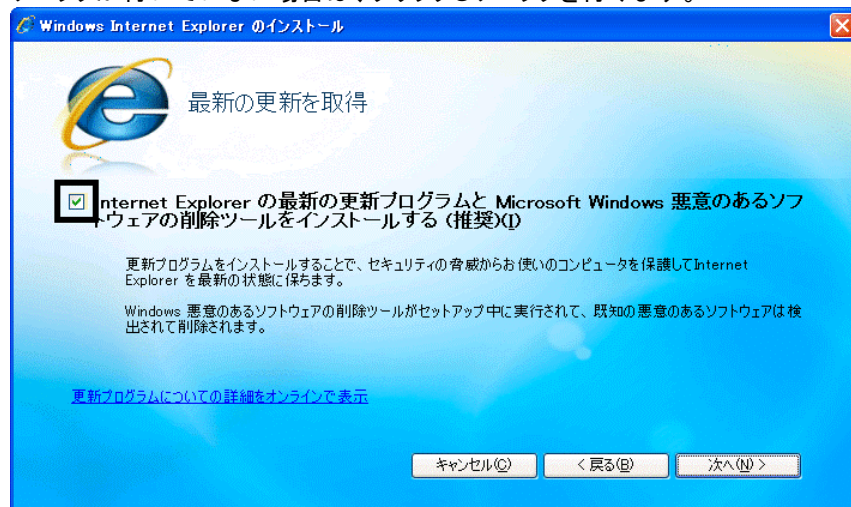 Windows Internet Explorer のインストール
最新の更新を取得
nternet Explorer の最新の更新プログラムと Microsoft Windows 悪意のあるソフ
トウェアの削除ツールをインストールする (推奨)(I)
更新プログラムをインストールすることで、セキュリティの脅威からお使いのコンピュータを保護してInternet
Explorer を最新の状態に保ちます。
Windows 悪意のあるソフトウェアの削除ツールがセットアップ中に実行されて、既知の悪意のあるソフトウェアは検
出されて削除されます。
更新プログラムについての詳細をオンラインで表示
キャンセル(C)
< 戻る(B)
次へ(N) >